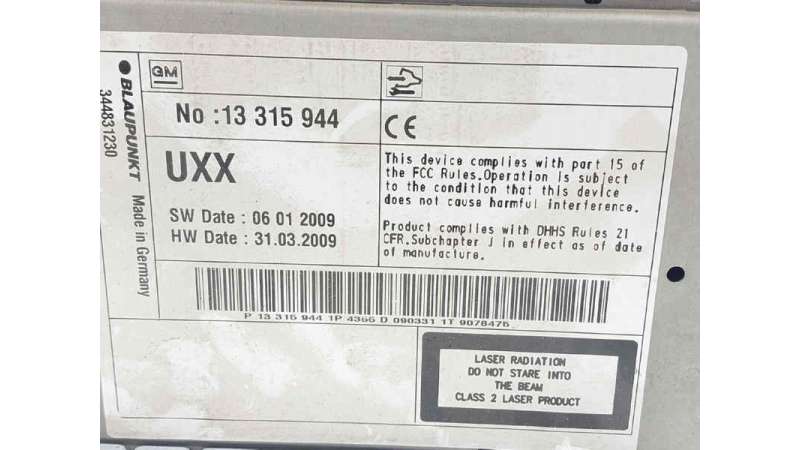 BLAUPUNKT Made in Germany
344831230
GM
No : 13 315 944
UXX
SW Date : 06 01 2009
HW Date : 31.03.2009
CE
This device complies with part 15 of
the FCC Rules.Operation is subject
to the condition that this device
does not cause harmful interference.
Product complies with DHHS Rules 21
CFR.Subchapter J in effect as of date
of manufacture.
P 13 315 944 1P 4366 D 090331 1T 9078475
LASER RADIATION
DO NOT STARE INTO
THE BEAM
CLASS 2 LASER PRODUCT